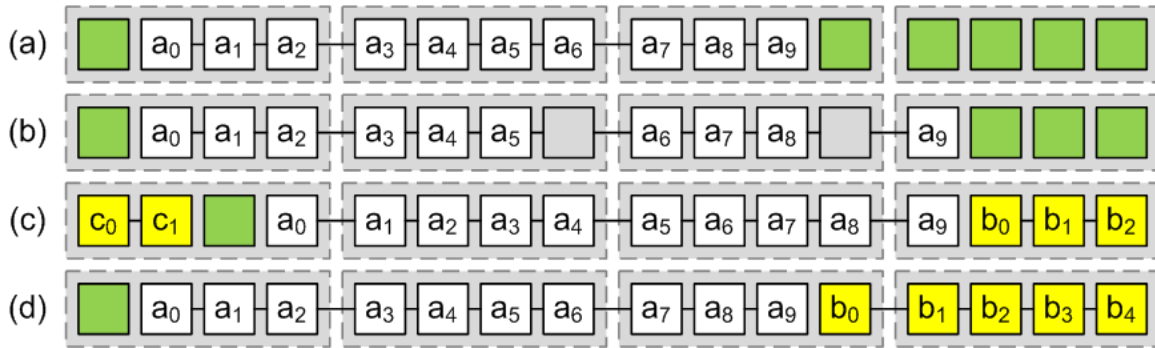 (a) a₀ a₁ a₂ a₃ a₄ a₅ a₆ a₇ a₈ a₉
(b) a₀ a₁ a₂ a₃ a₄ a₅ a₆ a₇ a₈ a₉
(c) c₀ c₁ a₀ a₁ a₂ a₃ a₄ a₅ a₆ a₇ a₈ a₉ b₀ b₁ b₂
(d) a₀ a₁ a₂ a₃ a₄ a₅ a₆ a₇ a₈ a₉ b₀ b₁ b₂ b₃ b₄